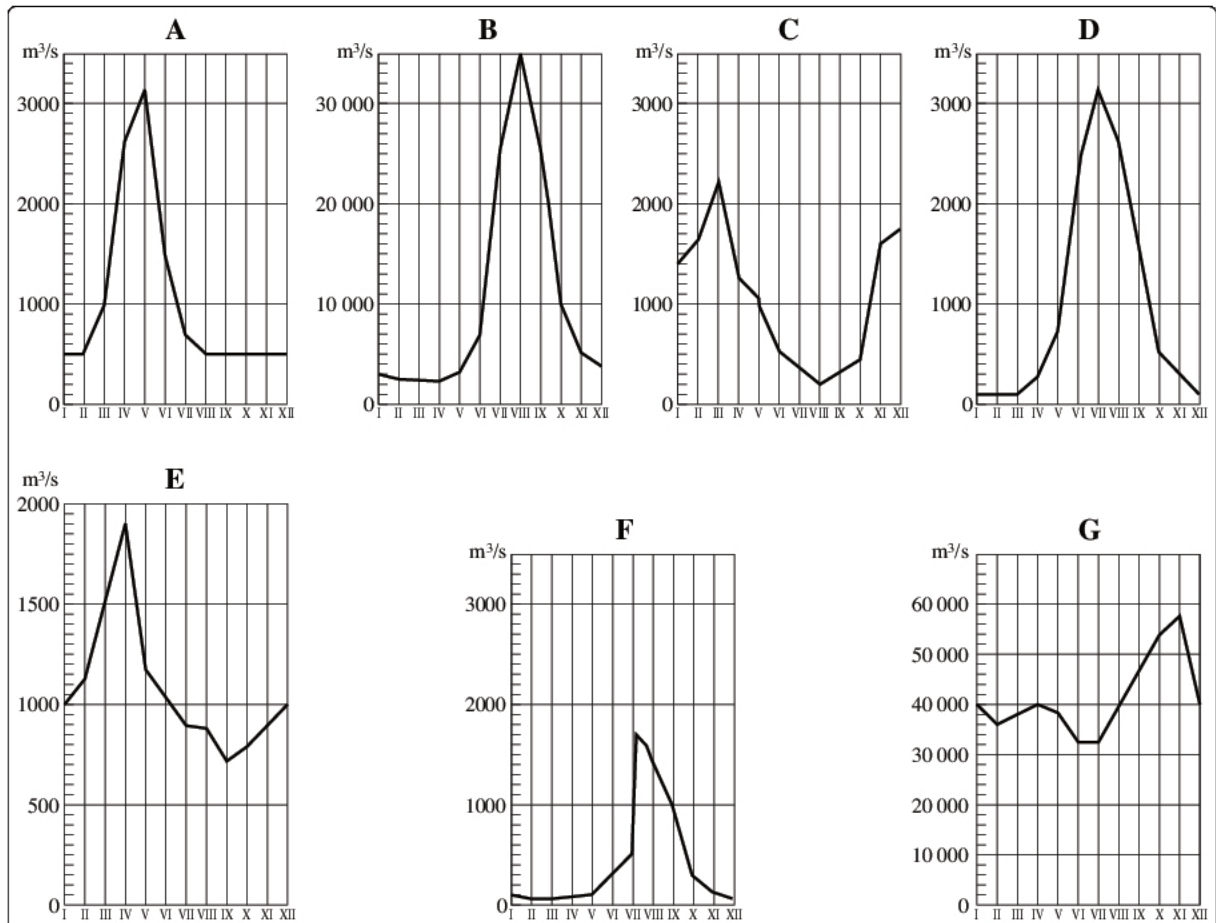 A B C D
m³/s m³/s m³/s m³/s
3000 30 000 3000 3000
2000 20 000 2000 2000
1000 10 000 1000 1000
0 0 0 0
I II III IV V VI VII VIII IX X XI XII I II III IV V VI VII VIII IX X XI XII I II III IV V VI VII VIII IX X XI XII I II III IV V VI VII VIII IX X XI XII
E
m³/s
2000
1500
1000
500
0
I II III IV V VI VII VIII IX X XI XII
F
m³/s
3000
2000
1000
0
I II III IV V VI VII VIII IX X XI XII
G
m³/s
60 000
50 000
40 000
30 000
20 000
10 000
0
I II III IV V VI VII VIII IX X XI XII